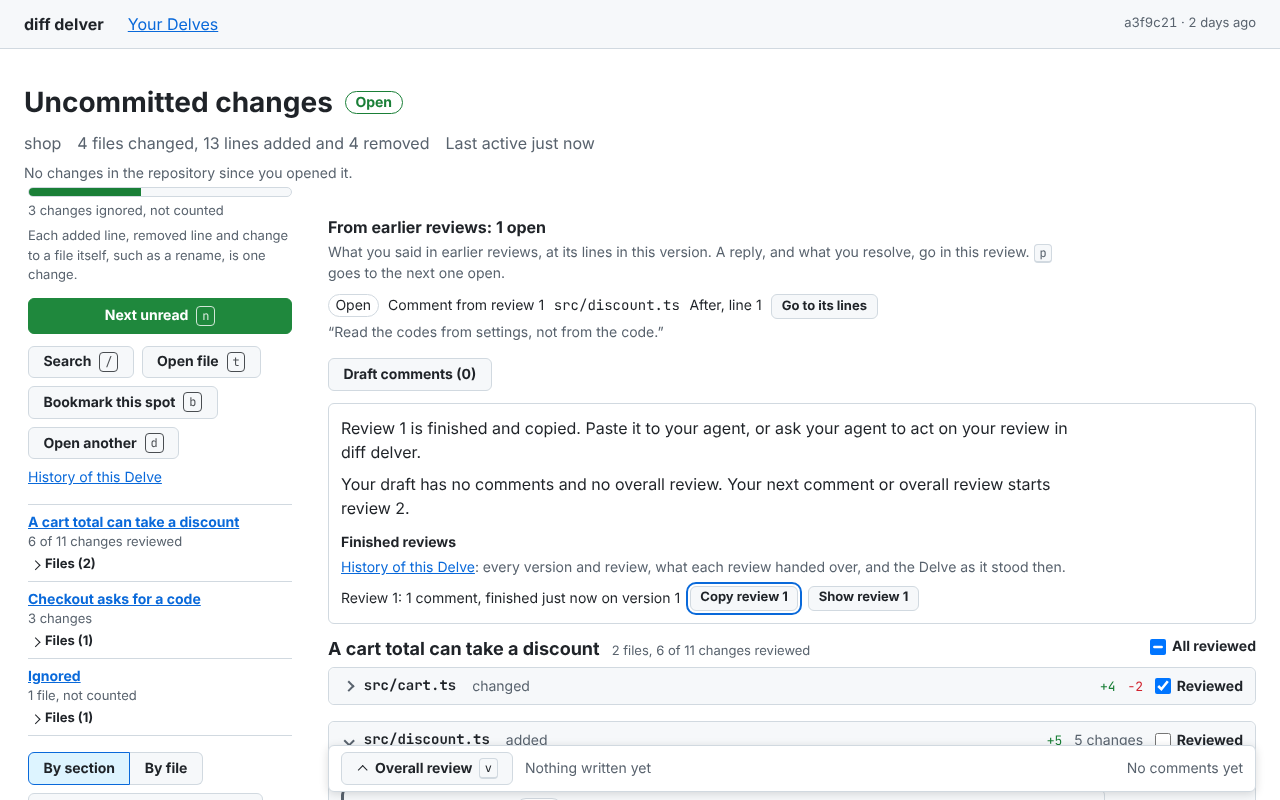 diff delver Your Delves a3f9c21 · 2 days ago
Uncommitted changes Open
shop 4 files changed, 13 lines added and 4 removed Last active just now
No changes in the repository since you opened it.
3 changes ignored, not counted
Each added line, removed line and change
to a file itself, such as a rename, is one
change.
Next unread n
Search / Open file t
Bookmark this spot b
Open another d
History of this Delve
A cart total can take a discount
6 of 11 changes reviewed
Files (2)
Checkout asks for a code
3 changes
Files (1)
Ignored
1 file, not counted
Files (1)
By section By file
From earlier reviews: 1 open
What you said in earlier reviews, at its lines in this version. A reply, and what you resolve, go in this review. p
goes to the next one open.
Open Comment from review 1 src/discount.ts After, line 1 Go to its lines
“Read the codes from settings, not from the code.”
Draft comments (0)
Review 1 is finished and copied. Paste it to your agent, or ask your agent to act on your review in
diff delver.
Your draft has no comments and no overall review. Your next comment or overall review starts
review 2.
Finished reviews
History of this Delve: every version and review, what each review handed over, and the Delve as it stood then.
Review 1: 1 comment, finished just now on version 1 Copy review 1 Show review 1
A cart total can take a discount 2 files, 6 of 11 changes reviewed All reviewed
src/cart.ts changed +4 -2 Reviewed
src/discount.ts added +5 5 changes Reviewed
Overall review v Nothing written yet No comments yet